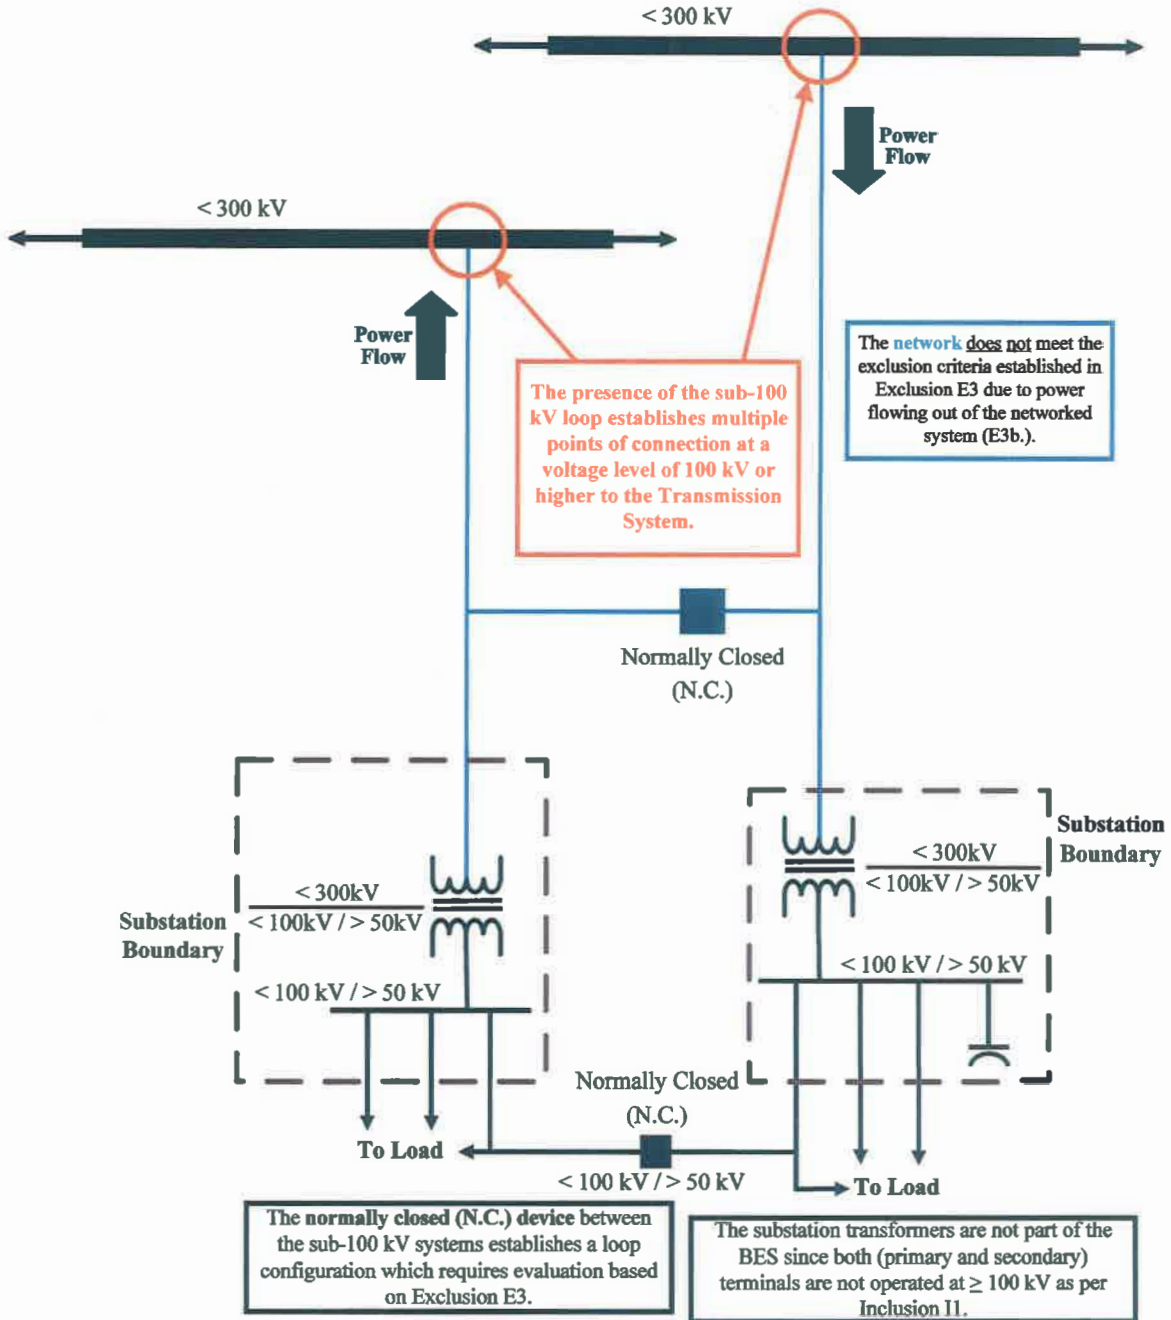 < 300 kV
Power
Flow
< 300 kV
Power
Flow
The network does not meet the
exclusion criteria established in
Exclusion E3 due to power
flowing out of the networked
system (E3b.).
The presence of the sub-100
kV loop establishes multiple
points of connection at a
voltage level of 100 kV or
higher to the Transmission
System.
Normally Closed
(N.C.)
Substation
Boundary
< 300kV
< 100kV / > 50kV
< 300kV
< 100kV / > 50kV
Substation
Boundary
< 100 kV / > 50 kV
< 100 kV / > 50 kV
Normally Closed
(N.C.)
To Load
< 100 kV / > 50 kV
To Load
The normally closed (N.C.) device between
the sub-100 kV systems establishes a loop
configuration which requires evaluation based
on Exclusion E3.
The substation transformers are not part of the
BES since both (primary and secondary)
terminals are not operated at ≥ 100 kV as per
Inclusion I1.